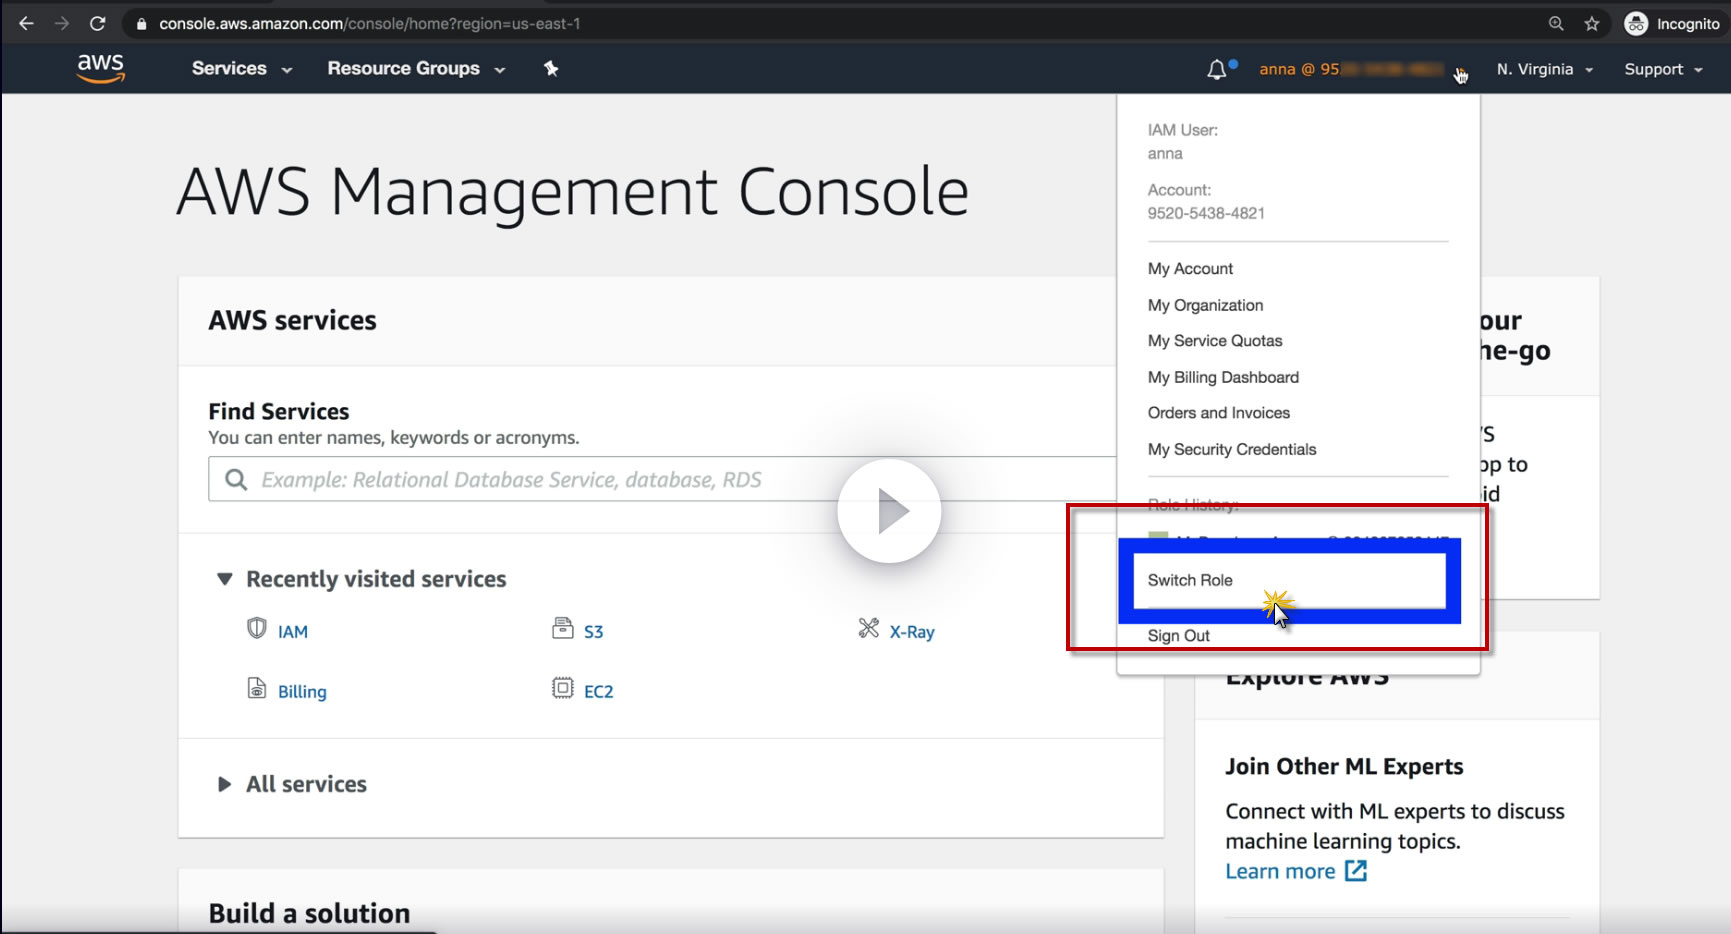 console.aws.amazon.com/console/home?region=us-east-1
Incognito
aws
Services
Resource Groups
anna @ 95
N. Virginia
Support
IAM User:
anna
Account:
9520-5438-4821
My Account
My Organization
My Service Quotas
My Billing Dashboard
Orders and Invoices
My Security Credentials
Role History:
Switch Role
Sign Out
AWS Management Console
AWS services
Find Services
You can enter names, keywords or acronyms.
Example: Relational Database Service, database, RDS
Recently visited services
IAM
S3
X-Ray
Billing
EC2
All services
Build a solution
our
he-go
to
Explore AWS
Join Other ML Experts
Connect with ML experts to discuss
machine learning topics.
Learn more